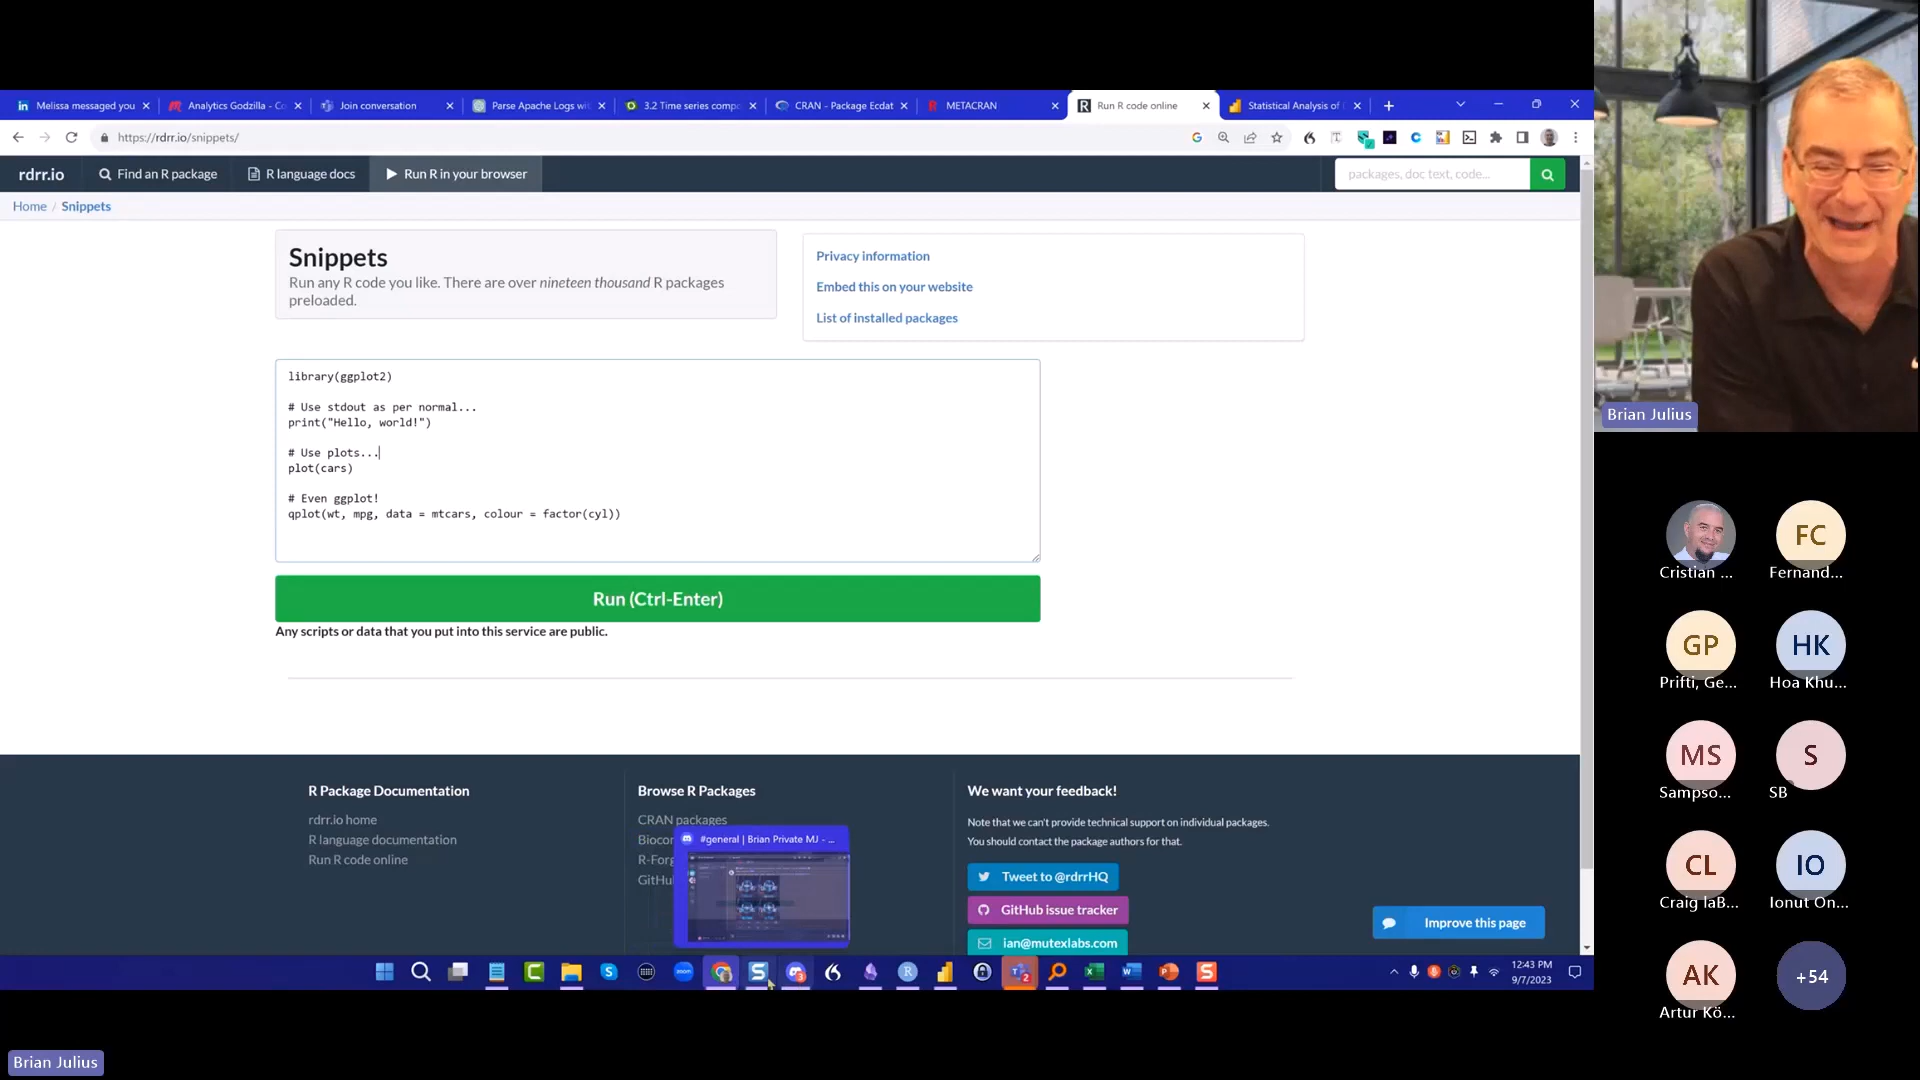 Melissa messaged you
Analytics Godzilla - Co
Join conversation
Parse Apache Logs wit
3.2 Time series compo
CRAN - Package Ecdat
METACRAN
Run R code online
Statistical Analysis of
https://rdrr.io/snippets/
rdrr.io
Find an R package
R language docs
Run R in your browser
packages, doc text, code...
Home / Snippets
Snippets
Run any R code you like. There are over nineteen thousand R packages
preloaded.
Privacy information
Embed this on your website
List of installed packages
library(ggplot2)
# Use stdout as per normal...
print("Hello, world!")
# Use plots...
plot(cars)
# Even ggplot!
qplot(wt, mpg, data = mtcars, colour = factor(cyl))
Run (Ctrl-Enter)
Any scripts or data that you put into this service are public.
R Package Documentation
rdrr.io home
R language documentation
Run R code online
Browse R Packages
CRAN packages
Biocon
R-Forg
GitHu
#general | Brian Private MJ - ...
We want your feedback!
Note that we can't provide technical support on individual packages.
You should contact the package authors for that.
Tweet to @rdrrHQ
GitHub issue tracker
ian@mutexlabs.com
Improve this page
12:43 PM
9/7/2023
Brian Julius
Cristian ...
FC
Fernand...
GP
Prifti, Ge...
HK
Hoa Khu...
MS
Sampso...
S
SB
CL
Craig laB...
IO
Ionut On...
AK
Artur Kö...
+54
Brian Julius